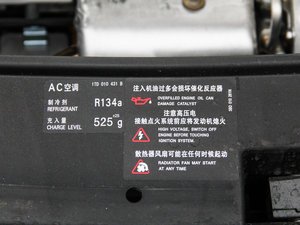 AC空调
1TD 010 431 B
制冷剂
REFRIGERANT
R134a
充入量
CHARGE LEVEL
525±25 g
注入机油过多会损坏催化反应器
OVERFILLED ENGINE OIL CAN
DAMAGE CATALYST
注意高压电
接触点火系统前应将发动机熄火
HIGH VOLTAGE, SWITCH OFF
ENGINE BEFORE TOUCHING
IGNITION SYSTEM.
散热器风扇可能在任何时候起动
RADIATOR FAN MAY START
AT ANY TIME